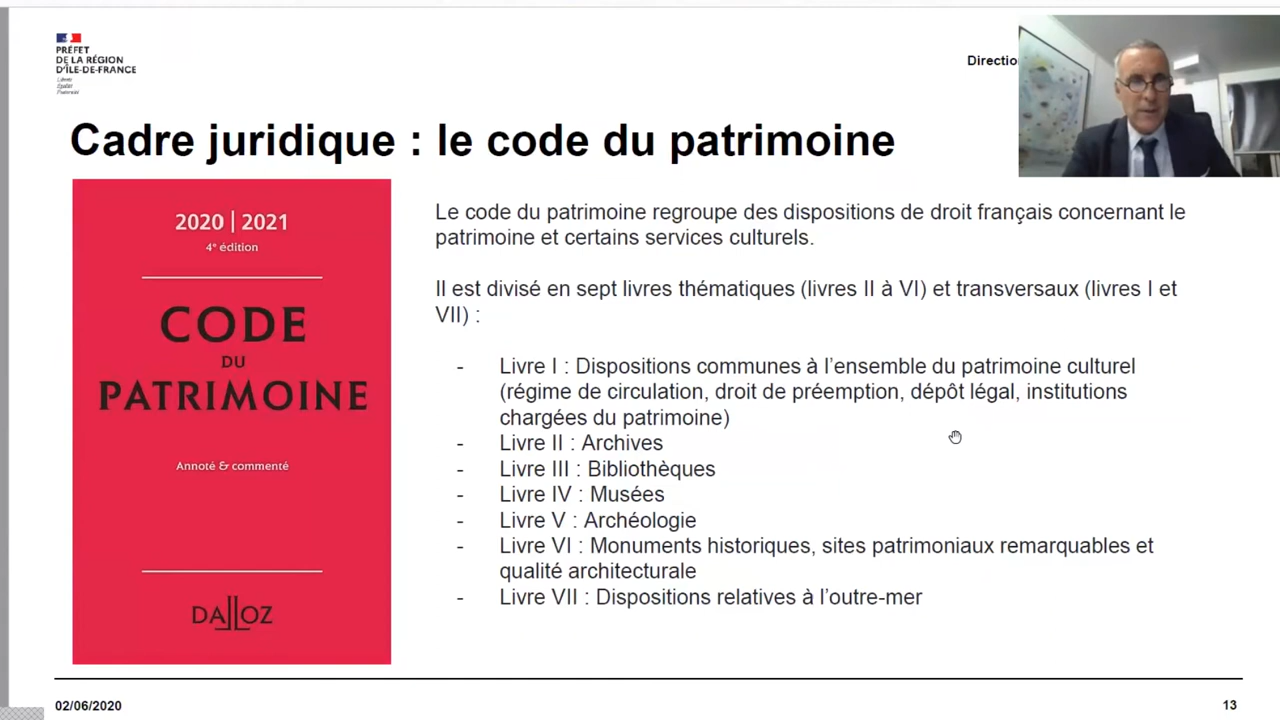 PRÉFET
DE LA RÉGION
D'ÎLE-DE-FRANCE
Liberté
Égalité
Fraternité
Cadre juridique : le code du patrimoine
2020 | 2021
4e édition
CODE
DU
PATRIMOINE
Annoté & commenté
DALLOZ
Le code du patrimoine regroupe des dispositions de droit français concernant le
patrimoine et certains services culturels.
Il est divisé en sept livres thématiques (livres II à VI) et transversaux (livres I et
VII) :
- Livre I : Dispositions communes à l'ensemble du patrimoine culturel
(régime de circulation, droit de préemption, dépôt légal, institutions
chargées du patrimoine)
- Livre II : Archives
- Livre III : Bibliothèques
- Livre IV : Musées
- Livre V : Archéologie
- Livre VI : Monuments historiques, sites patrimoniaux remarquables et
qualité architecturale
- Livre VII : Dispositions relatives à l'outre-mer
02/06/2020
13